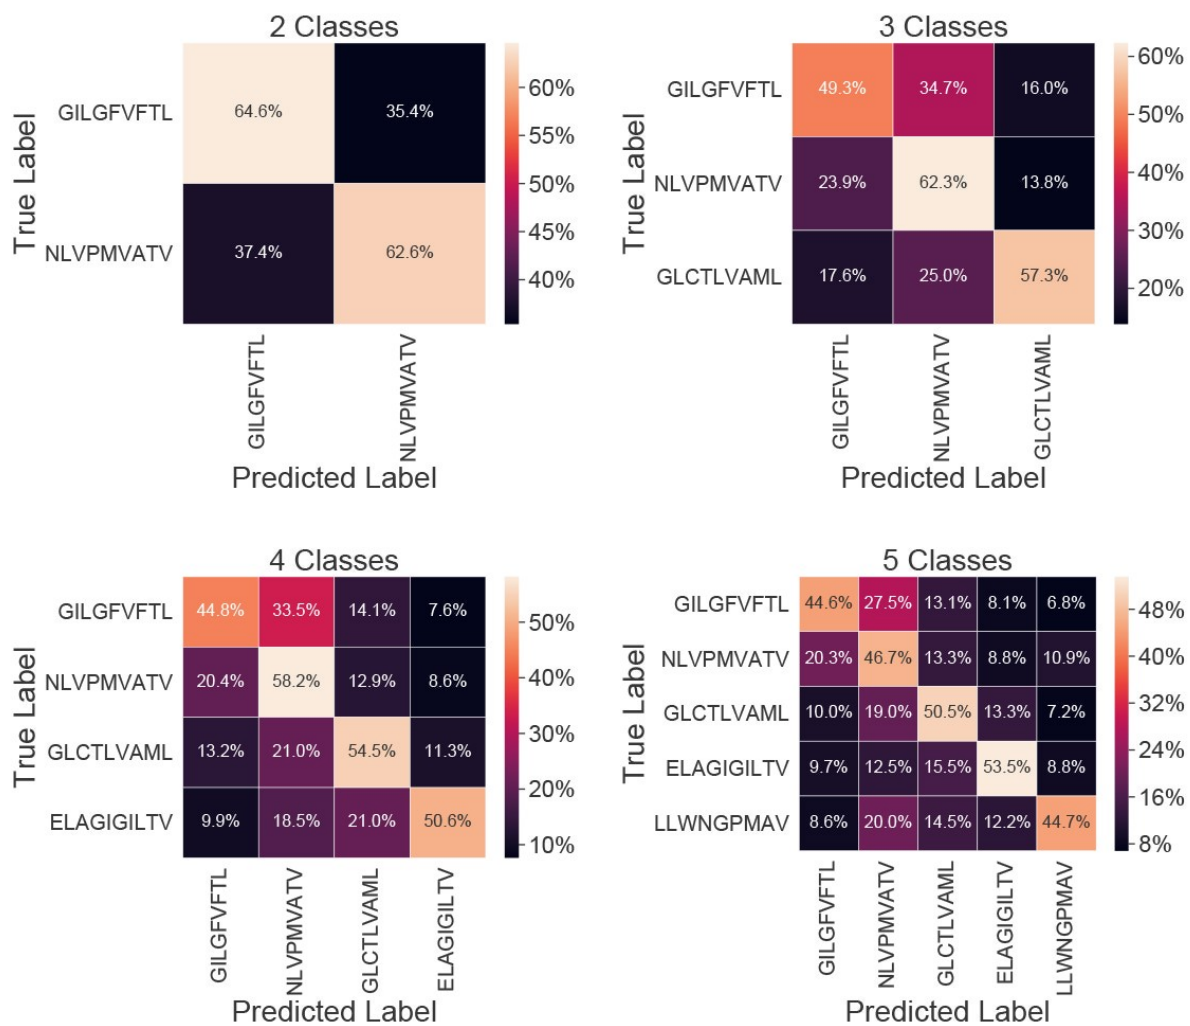 2 Classes
True Label
GILGFVFTL 64.6% 35.4%
NLVPMVATV 37.4% 62.6%
60%
55%
50%
45%
40%
GILGFVFTL
NLVPMVATV
Predicted Label
3 Classes
True Label
GILGFVFTL 49.3% 34.7% 16.0%
NLVPMVATV 23.9% 62.3% 13.8%
GLCTLVAML 17.6% 25.0% 57.3%
60%
50%
40%
30%
20%
GILGFVFTL
NLVPMVATV
GLCTLVAML
Predicted Label
4 Classes
True Label
GILGFVFTL 44.8% 33.5% 14.1% 7.6%
NLVPMVATV 20.4% 58.2% 12.9% 8.6%
GLCTLVAML 13.2% 21.0% 54.5% 11.3%
ELAGIGILTV 9.9% 18.5% 21.0% 50.6%
50%
40%
30%
20%
10%
GILGFVFTL
NLVPMVATV
GLCTLVAML
ELAGIGILTV
Predicted Label
5 Classes
True Label
GILGFVFTL 44.6% 27.5% 13.1% 8.1% 6.8%
NLVPMVATV 20.3% 46.7% 13.3% 8.8% 10.9%
GLCTLVAML 10.0% 19.0% 50.5% 13.3% 7.2%
ELAGIGILTV 9.7% 12.5% 15.5% 53.5% 8.8%
LLWNGPMAV 8.6% 20.0% 14.5% 12.2% 44.7%
48%
40%
32%
24%
16%
8%
GILGFVFTL
NLVPMVATV
GLCTLVAML
ELAGIGILTV
LLWNGPMAV
Predicted Label